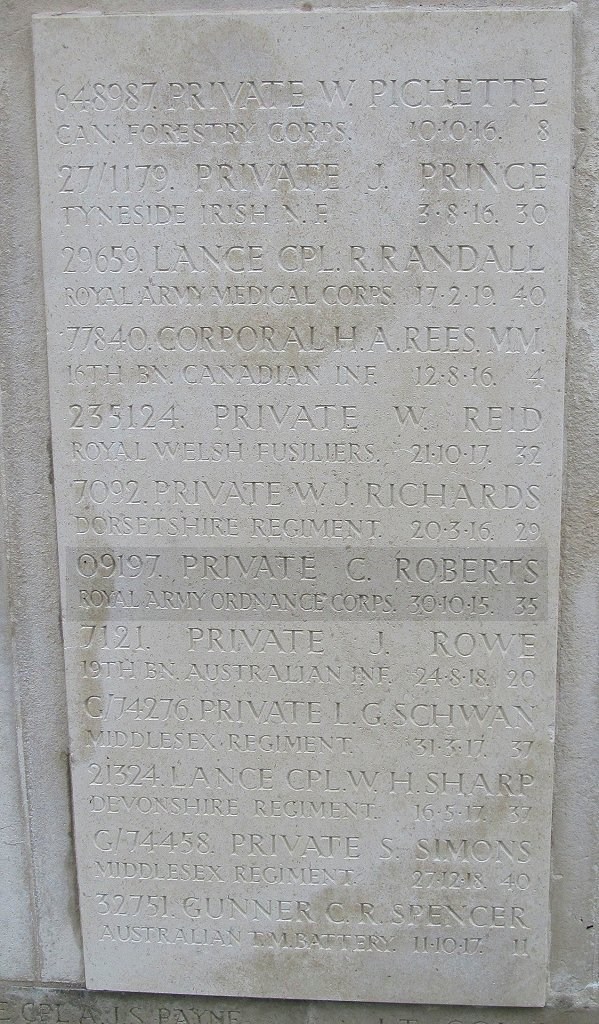 648987. PRIVATE W. PICHETTE
CAN. FORESTRY CORPS. 10·10·16. 8
27/1179. PRIVATE J. PRINCE
TYNESIDE IRISH N. F. 3·8·16. 30
29659. LANCE CPL. R. RANDALL
ROYAL ARMY MEDICAL CORPS. 17·2·19. 40
77840. CORPORAL H. A. REES. MM.
16TH BN. CANADIAN INF. 12·8·16. 4
235124. PRIVATE W. REID
ROYAL WELSH FUSILIERS. 21·10·17. 32
7092. PRIVATE W. J. RICHARDS
DORSETSHIRE REGIMENT. 20·3·16. 29
09197. PRIVATE C. ROBERTS
ROYAL ARMY ORDNANCE CORPS. 30·10·15. 35
7121. PRIVATE J. ROWE
19TH BN. AUSTRALIAN INF. 24·8·18. 20
G/74276. PRIVATE L. G. SCHWAN
MIDDLESEX REGIMENT. 31·3·17. 37
21324. LANCE CPL. W. H. SHARP
DEVONSHIRE REGIMENT. 16·5·17. 37
G/74458. PRIVATE S. SIMONS
MIDDLESEX REGIMENT. 27·12·18. 40
32751. GUNNER C. R. SPENCER
AUSTRALIAN T. M. BATTERY. 11·10·17. 11
CPL A. J. S. PAYNE